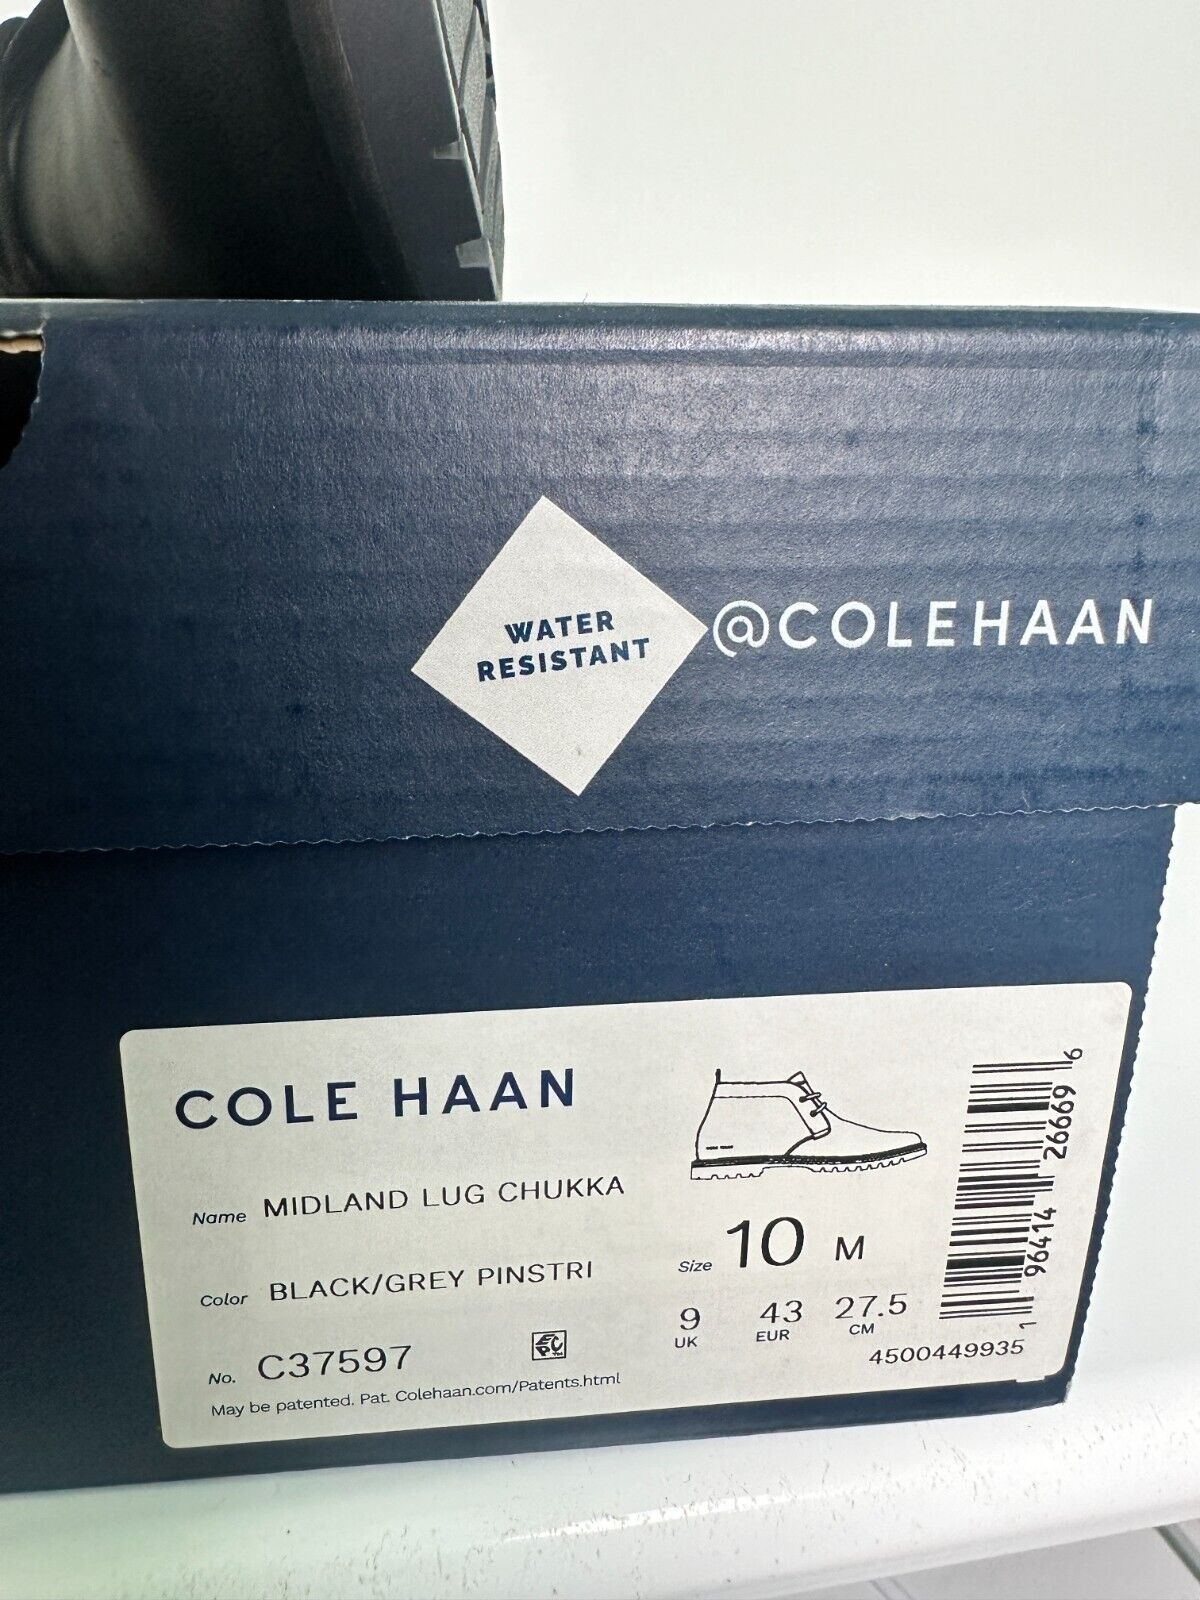 WATER
RESISTANT
@COLEHAAN
COLE HAAN
Name MIDLAND LUG CHUKKA
Color BLACK/GREY PINSTRI
No. C37597
May be patented. Pat. Colehaan.com/Patents.html
Size 10 M
9 43 27.5
UK EUR CM
4500449935
1 96414 26669 6